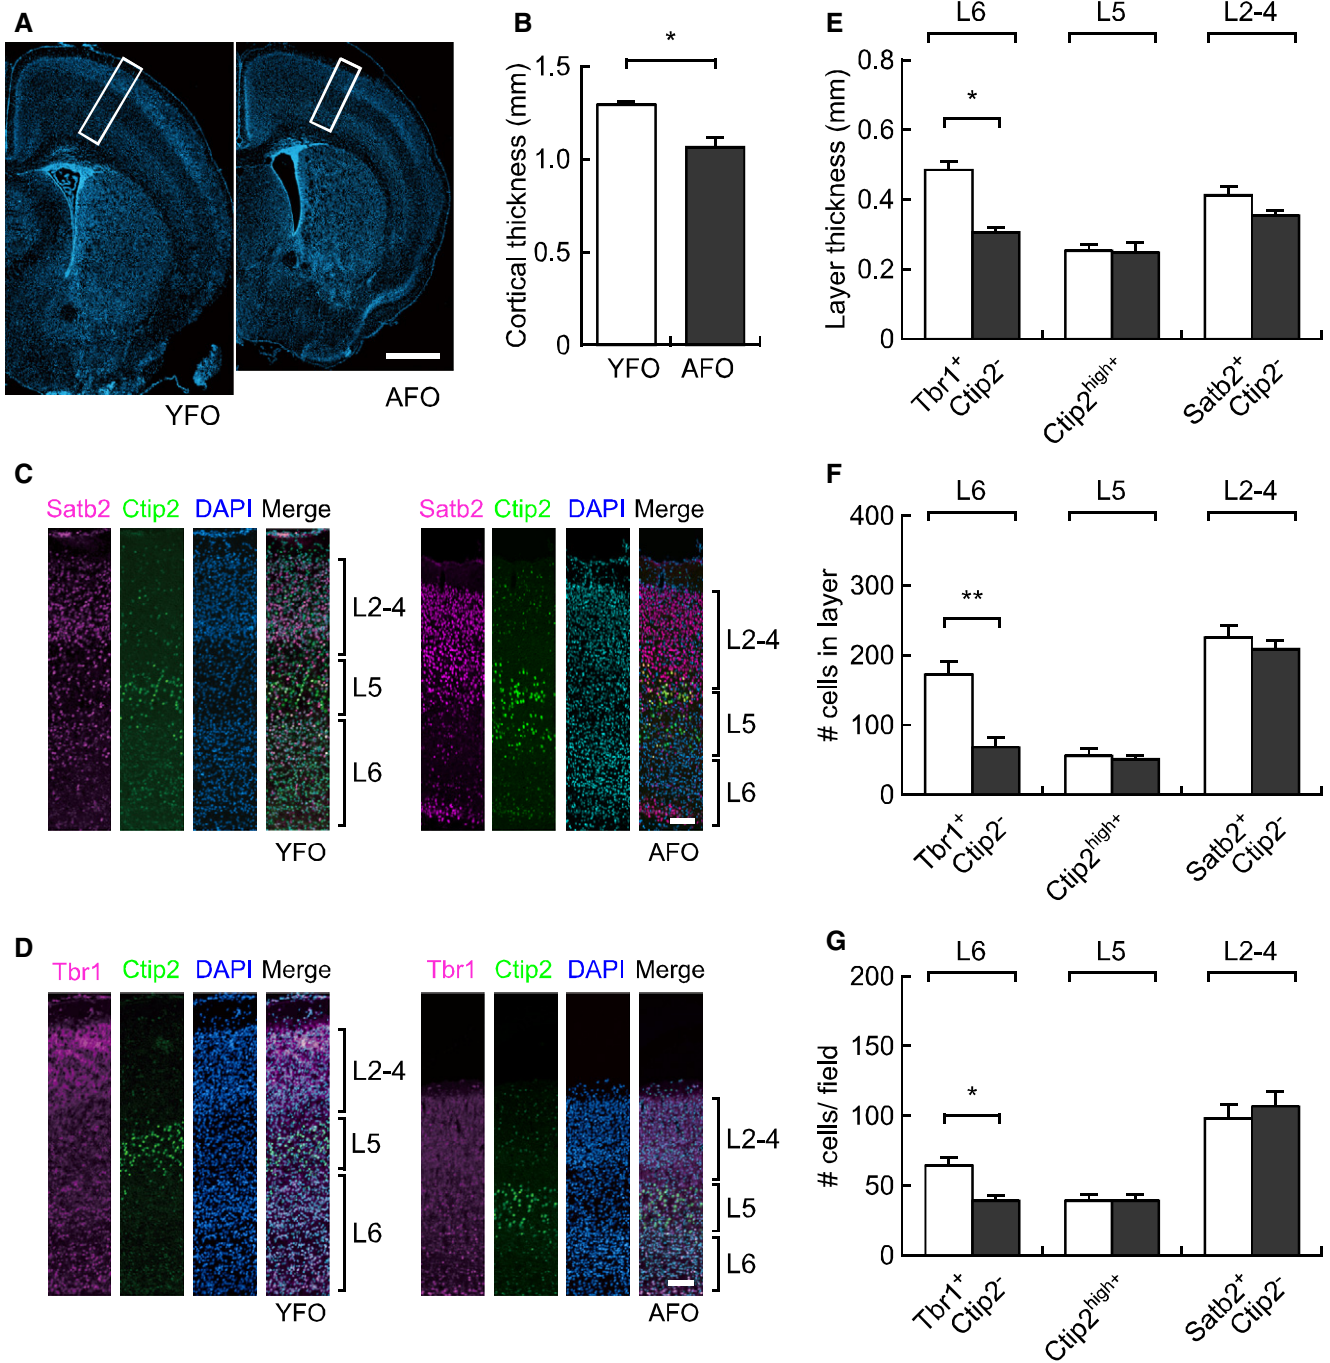 A
YFO
AFO
B
*
Cortical thickness (mm)
1.5
1.0
0.5
0
YFO AFO
C
Satb2 Ctip2 DAPI Merge
L2-4
L5
L6
YFO
Satb2 Ctip2 DAPI Merge
L2-4
L5
L6
AFO
D
Tbr1 Ctip2 DAPI Merge
L2-4
L5
L6
YFO
Tbr1 Ctip2 DAPI Merge
L2-4
L5
L6
AFO
E
L6 L5 L2-4
Layer thickness (mm)
0.8
0.6
0.4
0.2
0
*
Tbr1⁺
Ctip2⁻
Ctip2ʰⁱᵍʰ⁺
Satb2⁺
Ctip2⁻
F
L6 L5 L2-4
# cells in layer
400
300
200
100
0
**
Tbr1⁺
Ctip2⁻
Ctip2ʰⁱᵍʰ⁺
Satb2⁺
Ctip2⁻
G
L6 L5 L2-4
# cells/ field
200
150
100
50
0
*
Tbr1⁺
Ctip2⁻
Ctip2ʰⁱᵍʰ⁺
Satb2⁺
Ctip2⁻